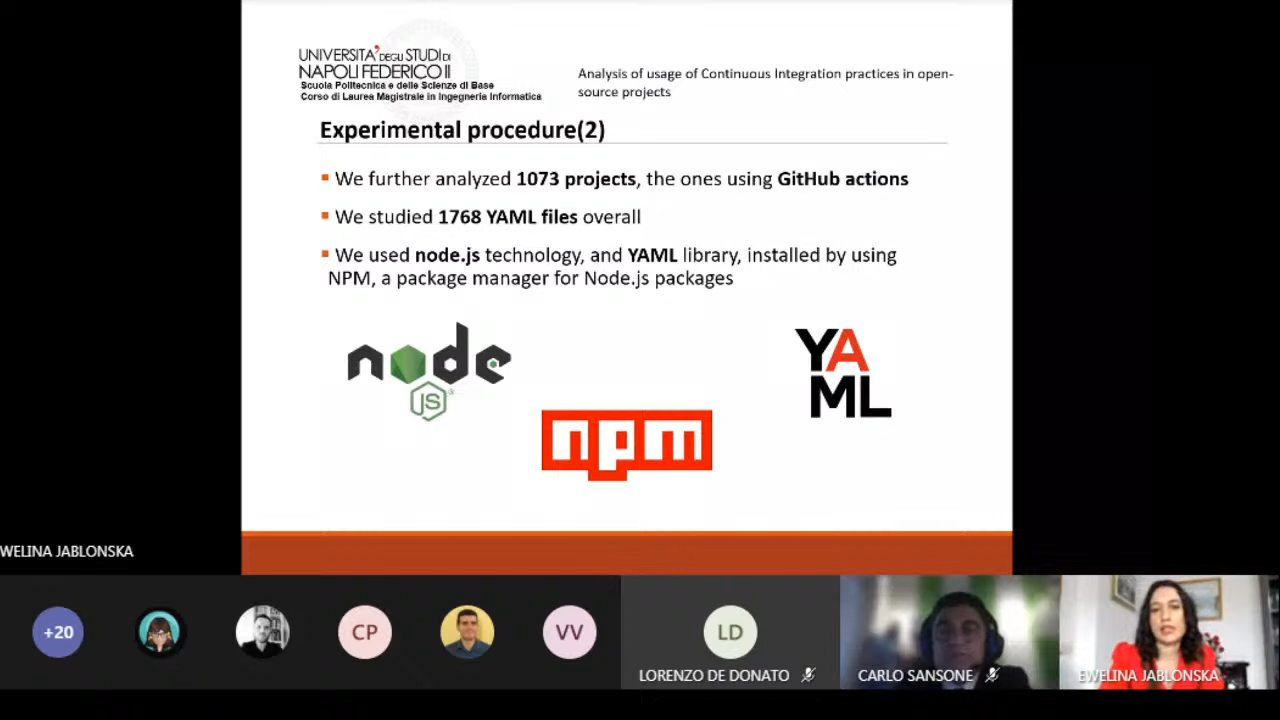 UNIVERSITA' DEGLI STUDI DI
NAPOLI FEDERICO II
Scuola Politecnica e delle Scienze di Base
Corso di Laurea Magistrale in Ingegneria Informatica
Analysis of usage of Continuous Integration practices in open-
source projects
Experimental procedure(2)
We further analyzed 1073 projects, the ones using GitHub actions
We studied 1768 YAML files overall
We used node.js technology, and YAML library, installed by using
NPM, a package manager for Node.js packages
node
JS
YA
ML
npm
WELINA JABLONSKA
+20
CP
VV
LD
LORENZO DE DONATO
CARLO SANSONE
EWELINA JABLONSKA